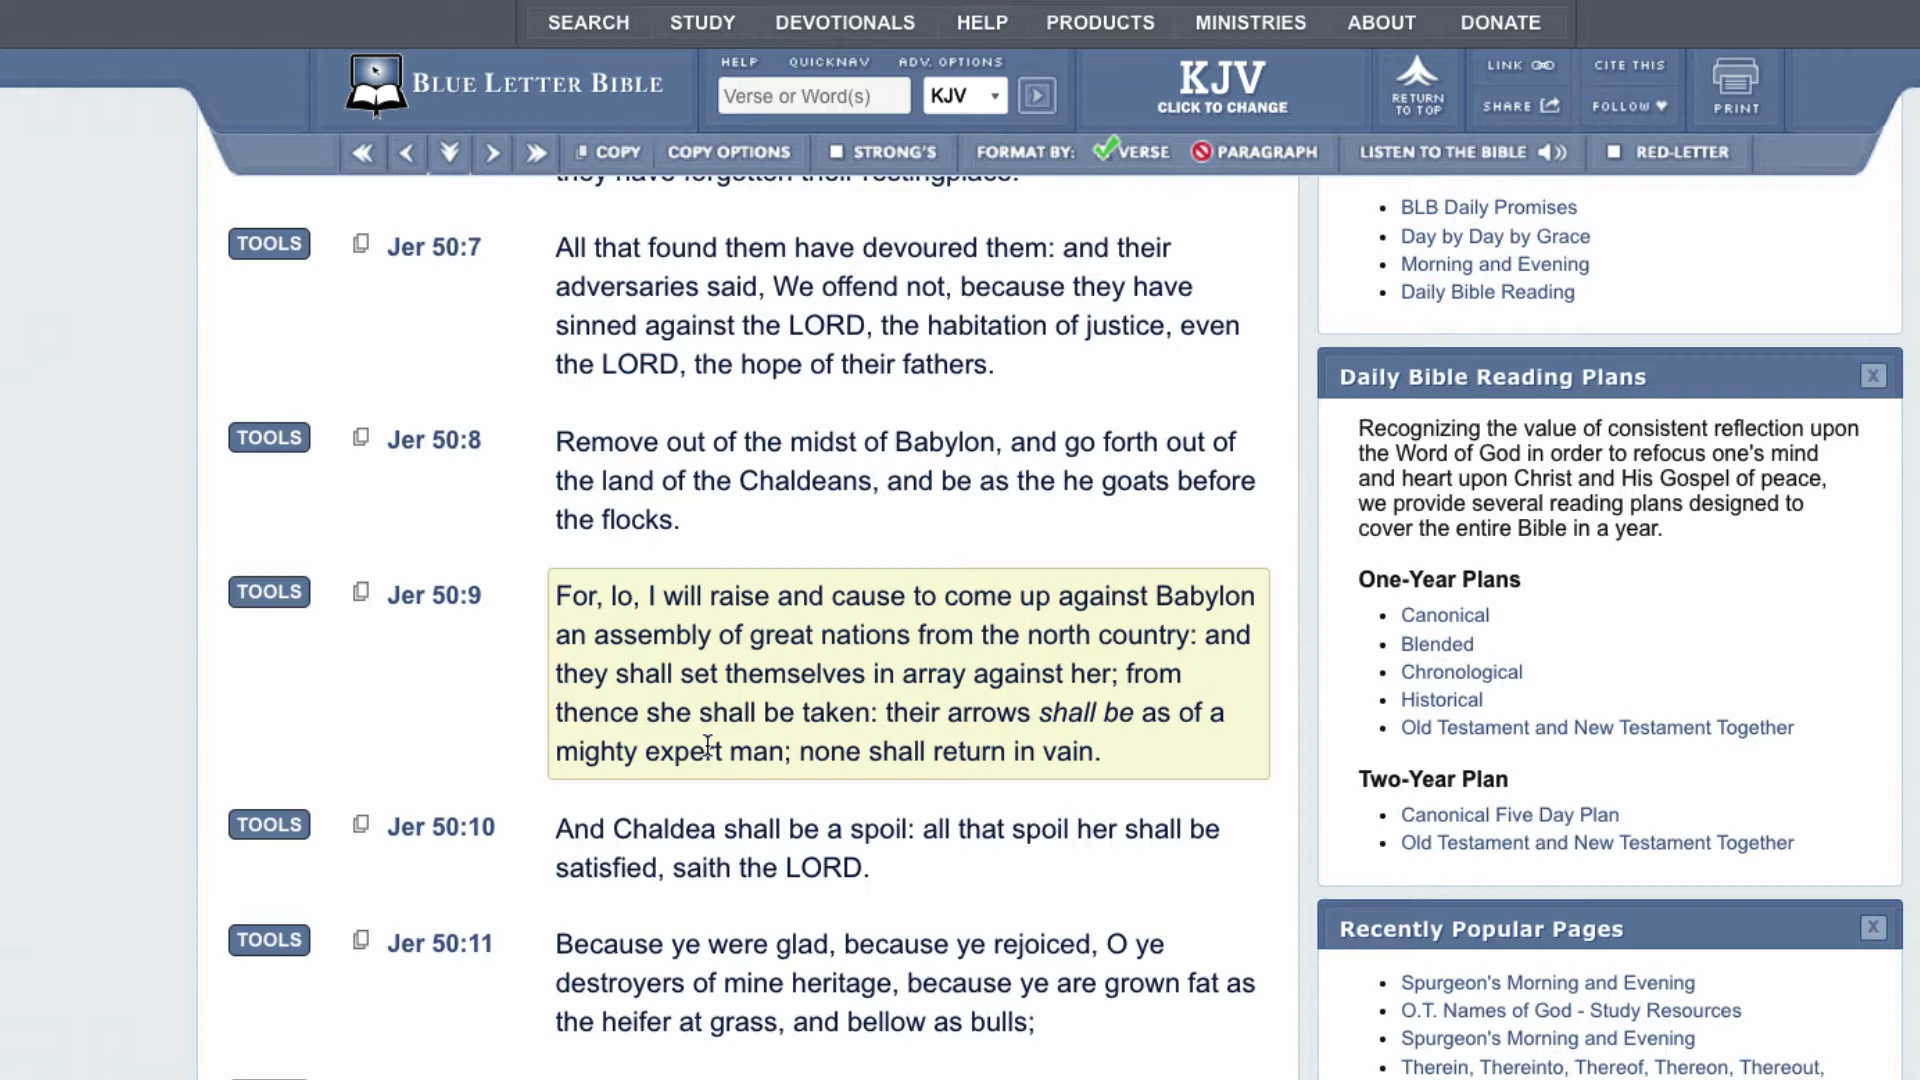 SEARCH STUDY DEVOTIONALS HELP PRODUCTS MINISTRIES ABOUT DONATE
BLUE LETTER BIBLE
HELP QUICKNAV ADV. OPTIONS
Verse or Word(s) KJV
KJV
CLICK TO CHANGE
RETURN
TO TOP
LINK
SHARE
CITE THIS
FOLLOW
PRINT
COPY COPY OPTIONS STRONG'S FORMAT BY: VERSE PARAGRAPH LISTEN TO THE BIBLE RED-LETTER
they have forgotten their restingplace.
TOOLS Jer 50:7
All that found them have devoured them: and their
adversaries said, We offend not, because they have
sinned against the LORD, the habitation of justice, even
the LORD, the hope of their fathers.
TOOLS Jer 50:8
Remove out of the midst of Babylon, and go forth out of
the land of the Chaldeans, and be as the he goats before
the flocks.
TOOLS Jer 50:9
For, lo, I will raise and cause to come up against Babylon
an assembly of great nations from the north country: and
they shall set themselves in array against her; from
thence she shall be taken: their arrows shall be as of a
mighty expert man; none shall return in vain.
TOOLS Jer 50:10
And Chaldea shall be a spoil: all that spoil her shall be
satisfied, saith the LORD.
TOOLS Jer 50:11
Because ye were glad, because ye rejoiced, O ye
destroyers of mine heritage, because ye are grown fat as
the heifer at grass, and bellow as bulls;
BLB Daily Promises
Day by Day by Grace
Morning and Evening
Daily Bible Reading
Daily Bible Reading Plans X
Recognizing the value of consistent reflection upon
the Word of God in order to refocus one's mind
and heart upon Christ and His Gospel of peace,
we provide several reading plans designed to
cover the entire Bible in a year.
One-Year Plans
Canonical
Blended
Chronological
Historical
Old Testament and New Testament Together
Two-Year Plan
Canonical Five Day Plan
Old Testament and New Testament Together
Recently Popular Pages X
Spurgeon's Morning and Evening
O.T. Names of God - Study Resources
Spurgeon's Morning and Evening
Therein, Thereinto, Thereof, Thereon, Thereout,